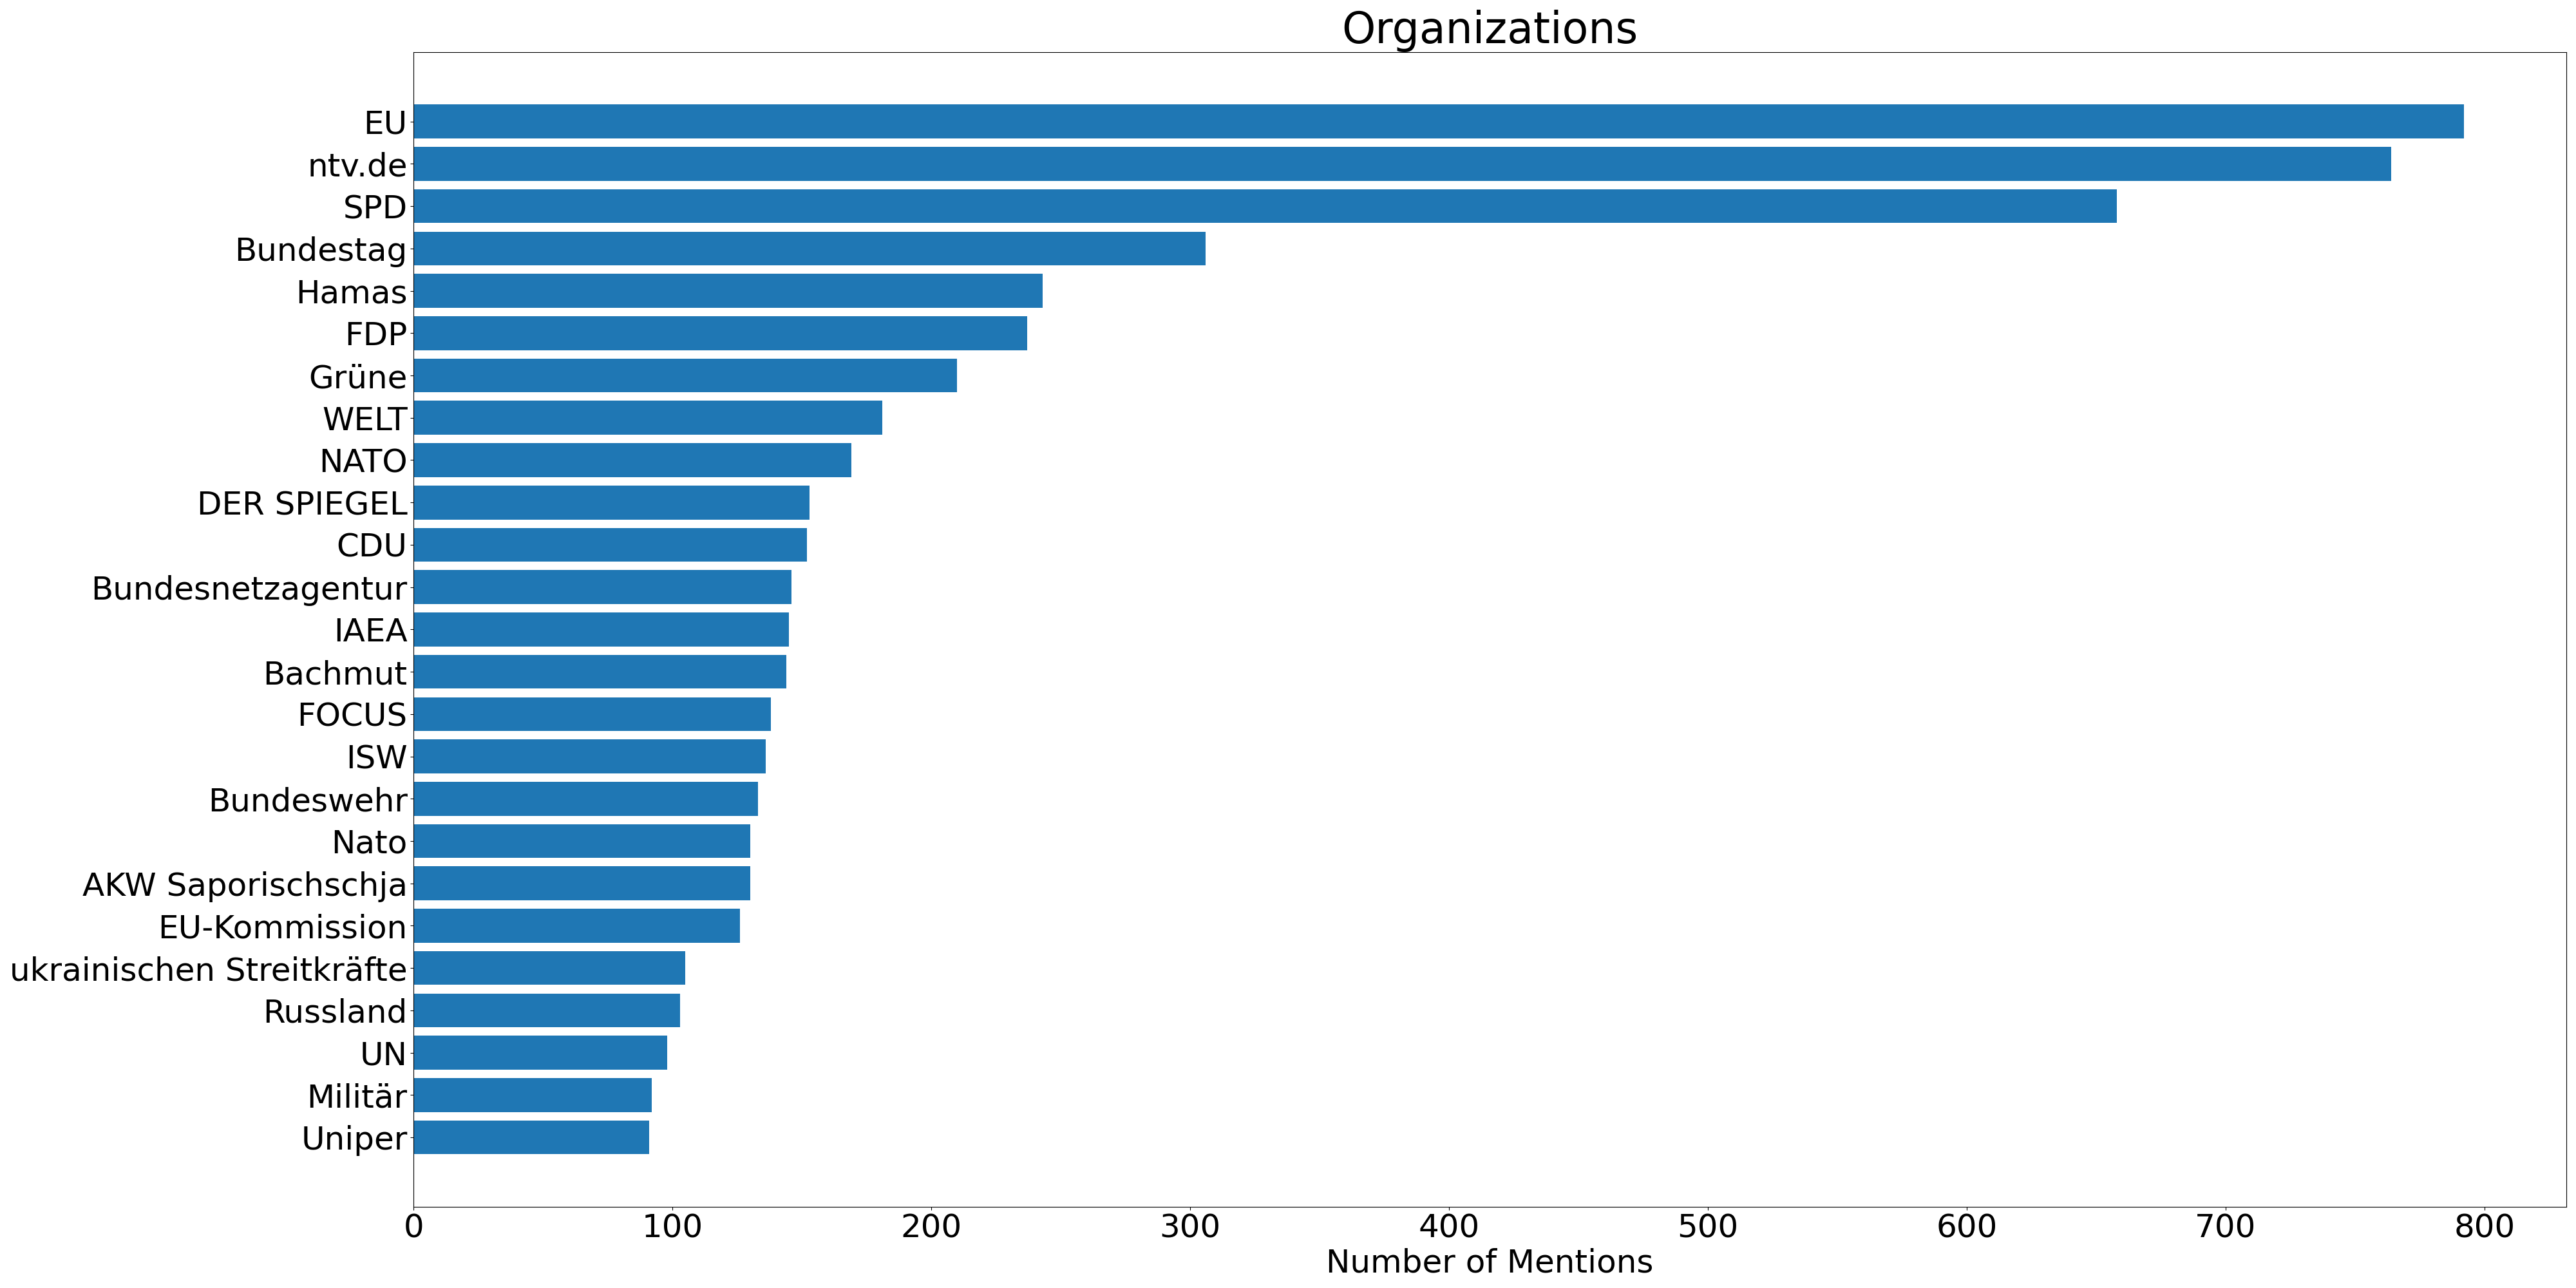 Organizations
EU
ntv.de
SPD
Bundestag
Hamas
FDP
Grüne
WELT
NATO
DER SPIEGEL
CDU
Bundesnetzagentur
IAEA
Bachmut
FOCUS
ISW
Bundeswehr
Nato
AKW Saporischschja
EU-Kommission
ukrainischen Streitkräfte
Russland
UN
Militär
Uniper
0 100 200 300 400 500 600 700 800
Number of Mentions